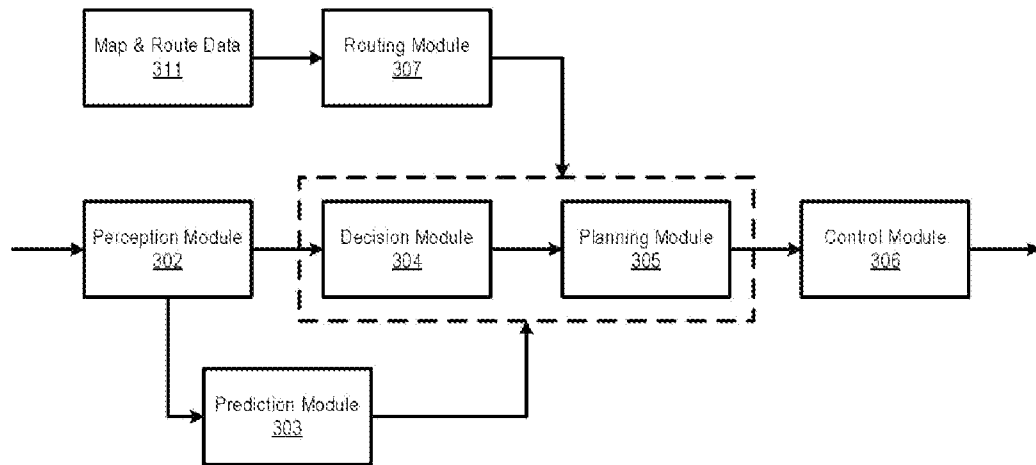 Map & Route Data
311
Routing Module
307
Perception Module
302
Decision Module
304
Planning Module
305
Control Module
306
Prediction Module
303